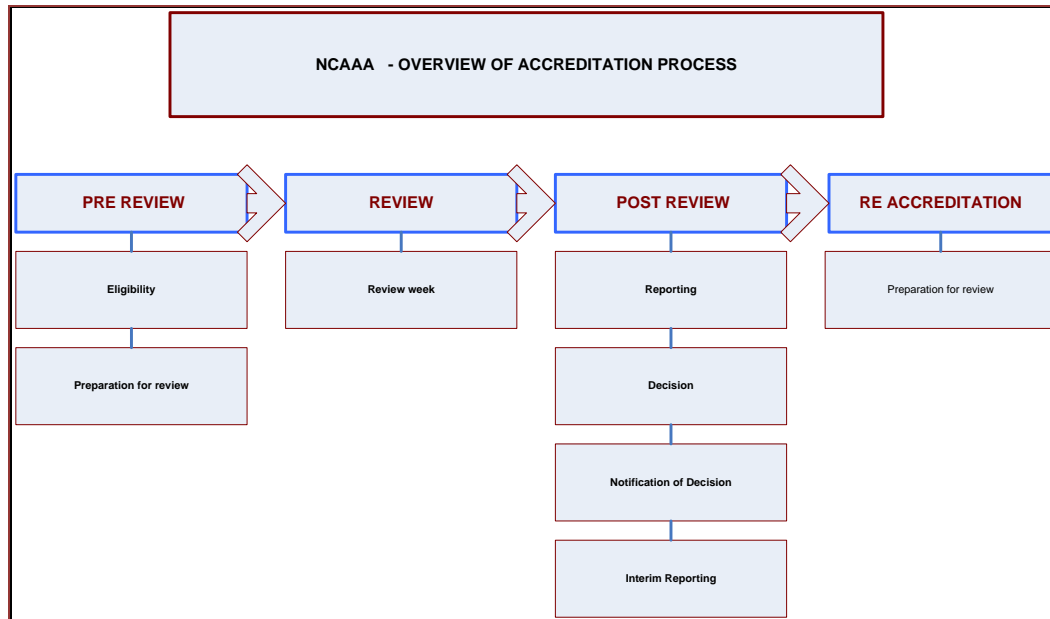 NCAAA - OVERVIEW OF ACCREDITATION PROCESS
PRE REVIEW
REVIEW
POST REVIEW
RE ACCREDITATION
Eligibility
Review week
Reporting
Preparation for review
Preparation for review
Decision
Notification of Decision
Interim Reporting